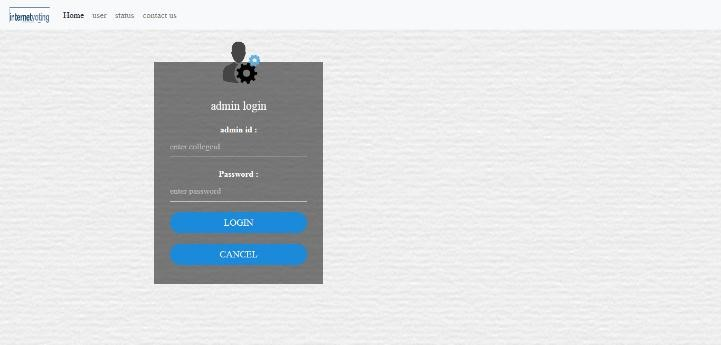 internetvoting
Home user status contact us
admin login
admin id :
enter collegeid
Password :
enter password
LOGIN
CANCEL